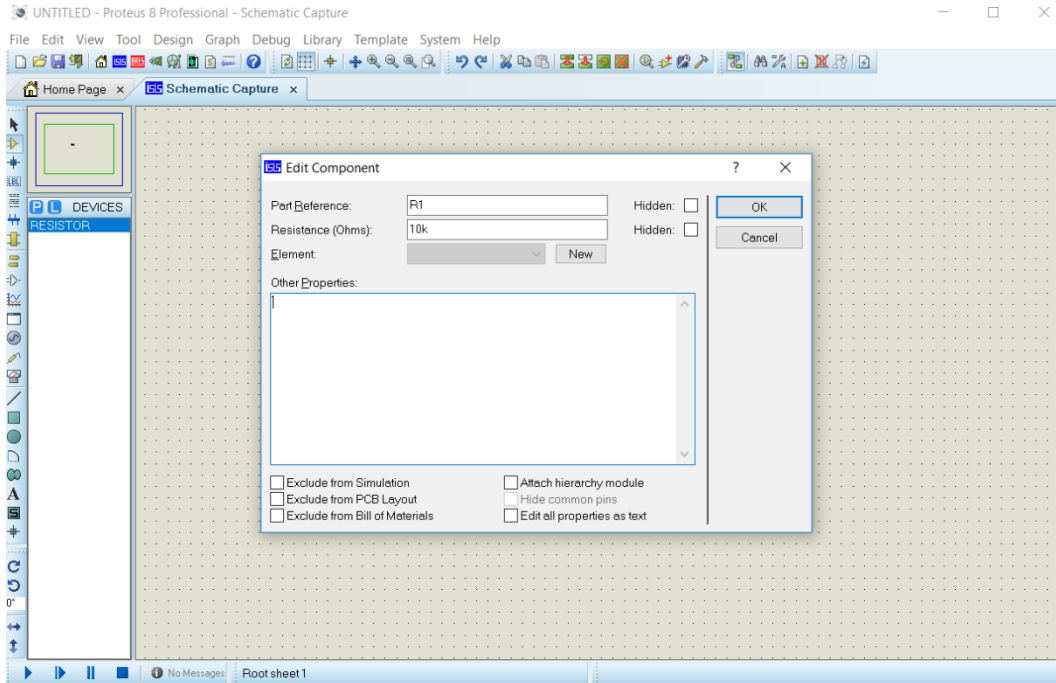 UNTITLED - Proteus 8 Professional - Schematic Capture
File Edit View Tool Design Graph Debug Library Template System Help
Home Page x
ISIS Schematic Capture x
ISIS Edit Component ? X
Part Reference: R1 Hidden:
Resistance (Ohms): 10k Hidden:
Element: New
OK
Cancel
Other Properties:
Exclude from Simulation
Exclude from PCB Layout
Exclude from Bill of Materials
Attach hierarchy module
Hide common pins
Edit all properties as text
P L DEVICES
RESISTOR
LBL
A
S
0°
No Messages Root sheet 1